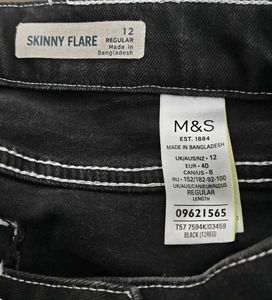 SKINNY FLARE
12
REGULAR
Made in
Bangladesh
M&S
EST. 1884
MADE IN BANGLADESH
UK/AUS/NZ - 12
EUR - 40
CAN/US - 8
RU - 152/182-92-100
UK/AUS/CAN/EUR/NZ/US
REGULAR
LENGTH
09621565
T57 7594K/03459
BLACK (12REG)